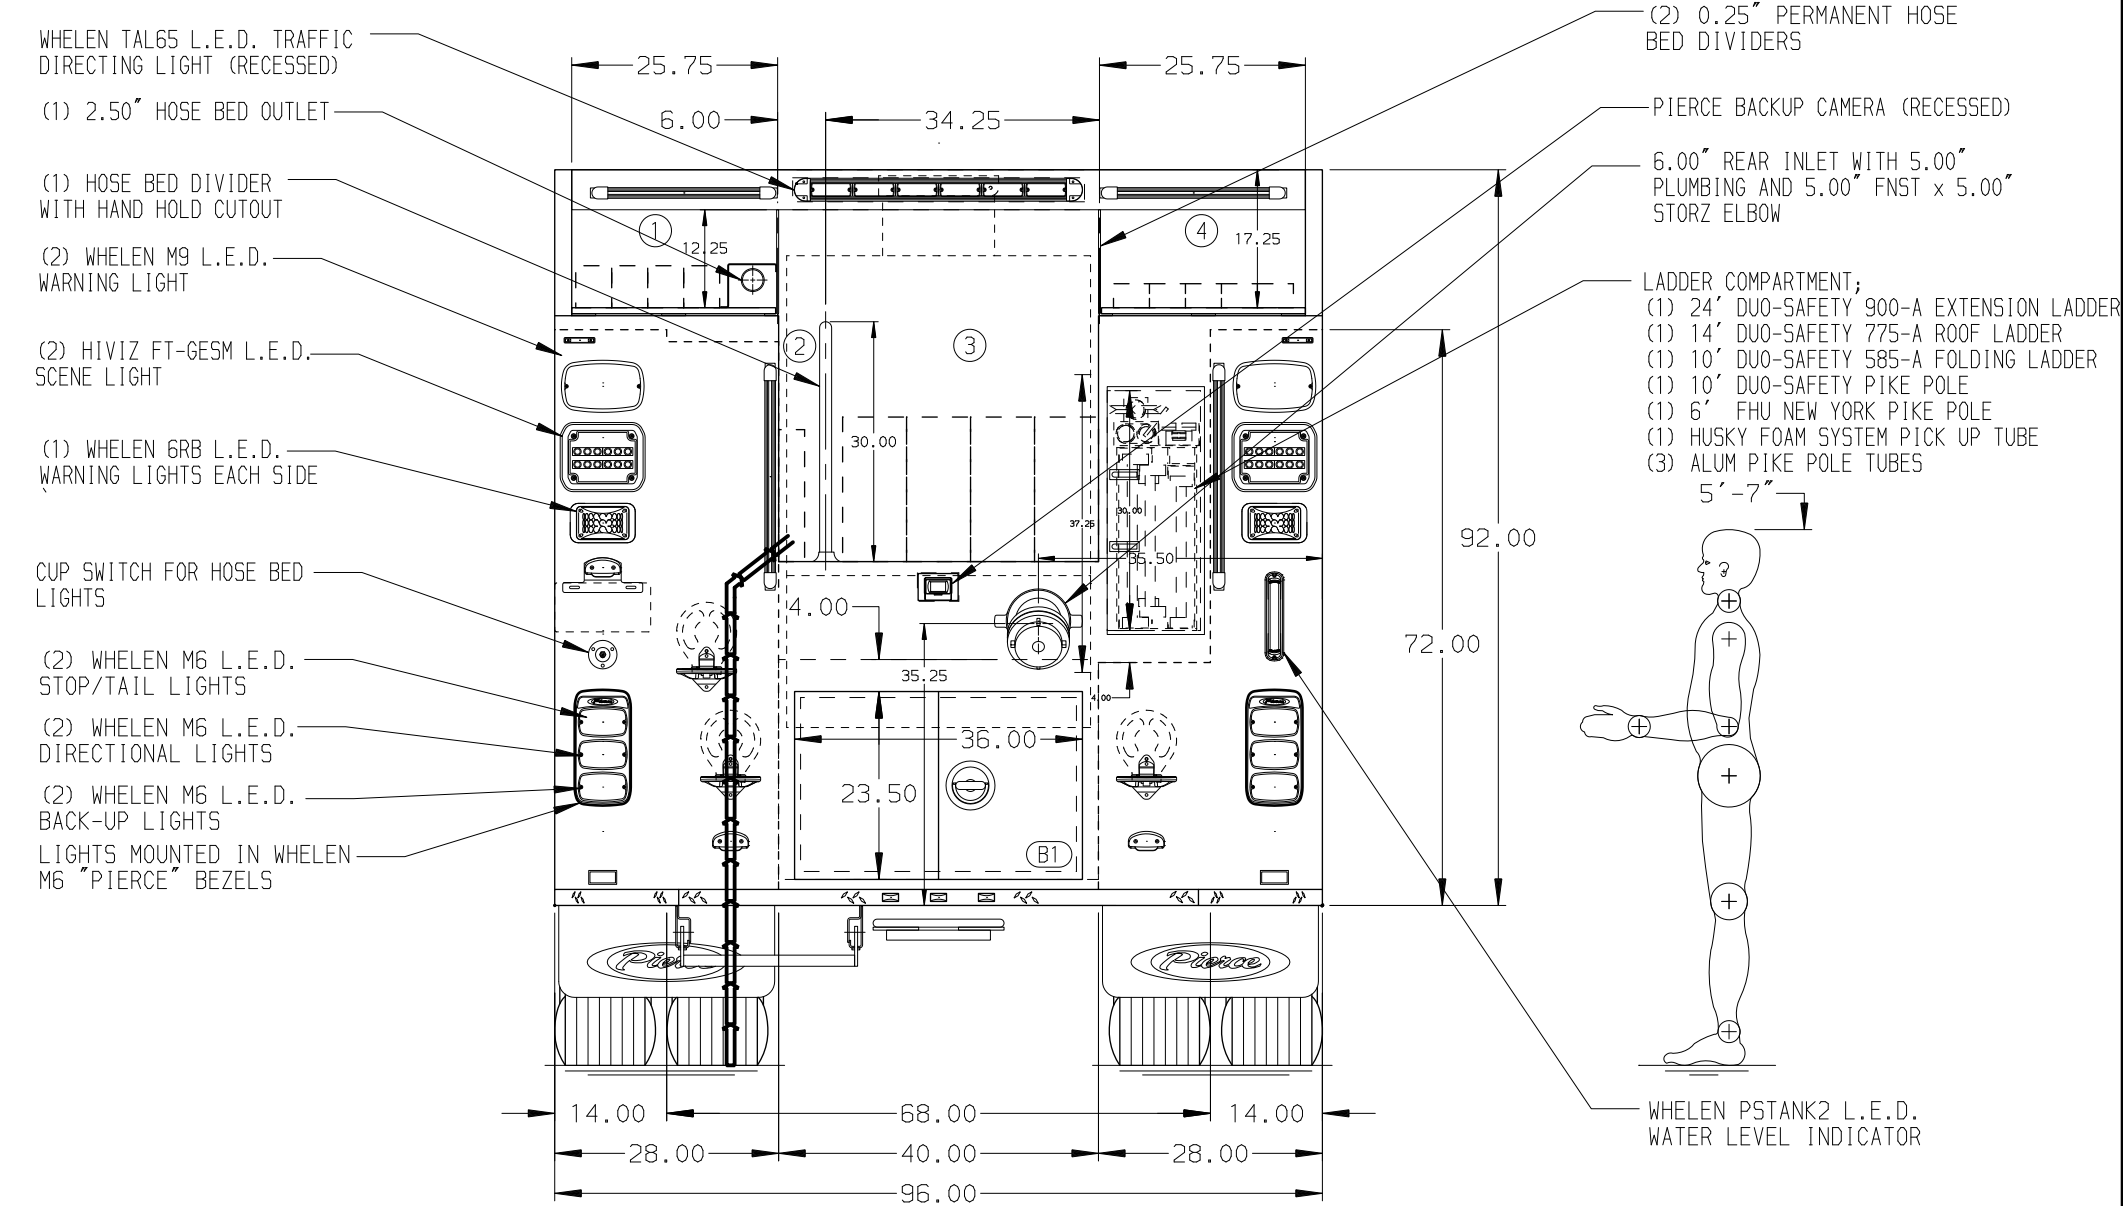 WHELEN TAL65 L.E.D. TRAFFIC
DIRECTING LIGHT (RECESSED)
(1) 2.50" HOSE BED OUTLET
(1) HOSE BED DIVIDER
WITH HAND HOLD CUTOUT
(2) WHELEN M9 L.E.D.
WARNING LIGHT
(2) HIVIZ FT-GESM L.E.D.
SCENE LIGHT
(1) WHELEN 6RB L.E.D.
WARNING LIGHTS EACH SIDE
CUP SWITCH FOR HOSE BED
LIGHTS
(2) WHELEN M6 L.E.D.
STOP/TAIL LIGHTS
(2) WHELEN M6 L.E.D.
DIRECTIONAL LIGHTS
(2) WHELEN M6 L.E.D.
BACK-UP LIGHTS
LIGHTS MOUNTED IN WHELEN
M6 "PIERCE" BEZELS
25.75
25.75
6.00
34.25
1
12.25
4
17.25
2
3
30.00
37.25
30.00
35.50
4.00
35.25
4.00
36.00
23.50
B1
92.00
72.00
Pierce
Pierce
14.00
68.00
14.00
28.00
40.00
28.00
96.00
(2) 0.25" PERMANENT HOSE
BED DIVIDERS
PIERCE BACKUP CAMERA (RECESSED)
6.00" REAR INLET WITH 5.00"
PLUMBING AND 5.00" FNST x 5.00"
STORZ ELBOW
LADDER COMPARTMENT;
(1) 24' DUO-SAFETY 900-A EXTENSION LADDER
(1) 14' DUO-SAFETY 775-A ROOF LADDER
(1) 10' DUO-SAFETY 585-A FOLDING LADDER
(1) 10' DUO-SAFETY PIKE POLE
(1) 6' FHU NEW YORK PIKE POLE
(1) HUSKY FOAM SYSTEM PICK UP TUBE
(3) ALUM PIKE POLE TUBES
5'-7"
WHELEN PSTANK2 L.E.D.
WATER LEVEL INDICATOR